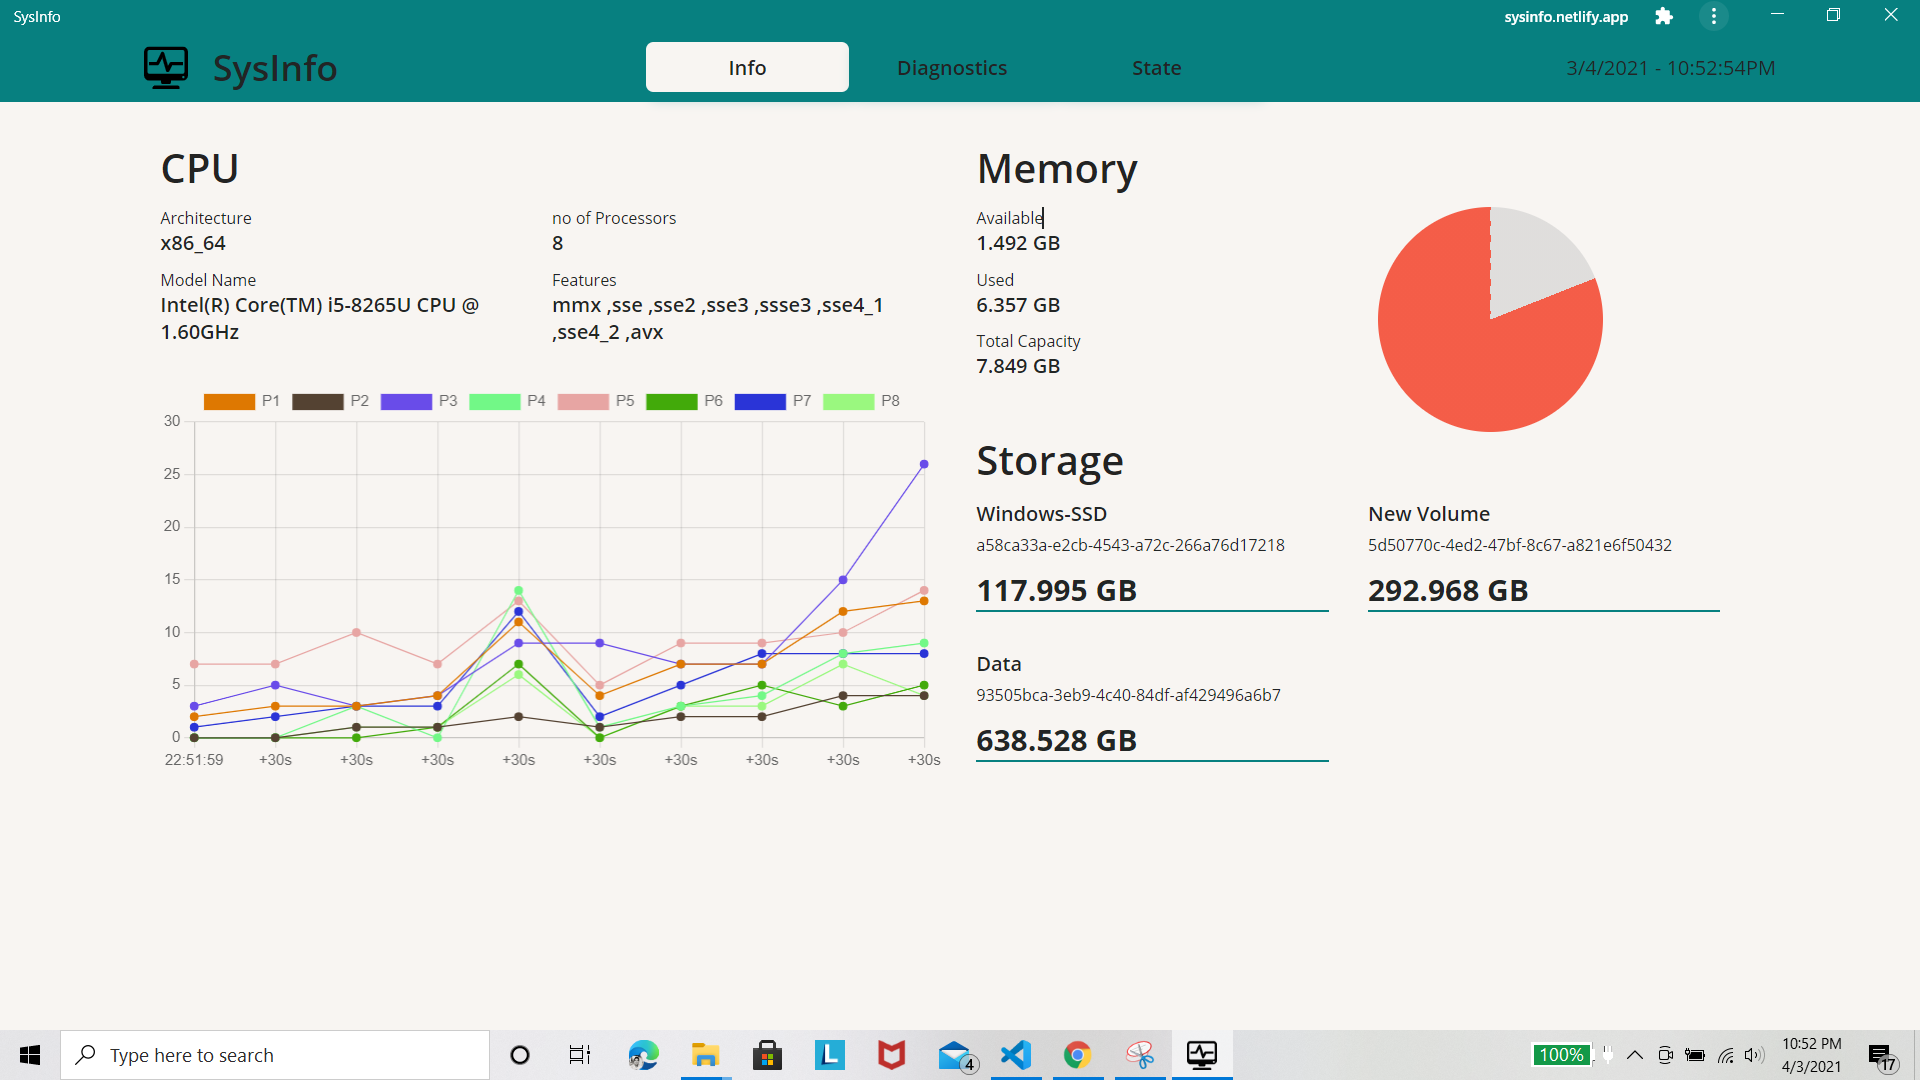 SysInfo
sysinfo.netlify.app
SysInfo
Info
Diagnostics
State
3/4/2021 - 10:52:54PM
CPU
Architecture
x86_64
no of Processors
8
Model Name
Intel(R) Core(TM) i5-8265U CPU @
1.60GHz
Features
mmx ,sse ,sse2 ,sse3 ,ssse3 ,sse4_1
,sse4_2 ,avx
P1 P2 P3 P4 P5 P6 P7 P8
30
25
20
15
10
5
0
22:51:59 +30s +30s +30s +30s +30s +30s +30s +30s +30s
Memory
Available
1.492 GB
Used
6.357 GB
Total Capacity
7.849 GB
Storage
Windows-SSD
a58ca33a-e2cb-4543-a72c-266a76d17218
117.995 GB
New Volume
5d50770c-4ed2-47bf-8c67-a821e6f50432
292.968 GB
Data
93505bca-3eb9-4c40-84df-af429496a6b7
638.528 GB
Type here to search
L
4
100%
10:52 PM
4/3/2021
17